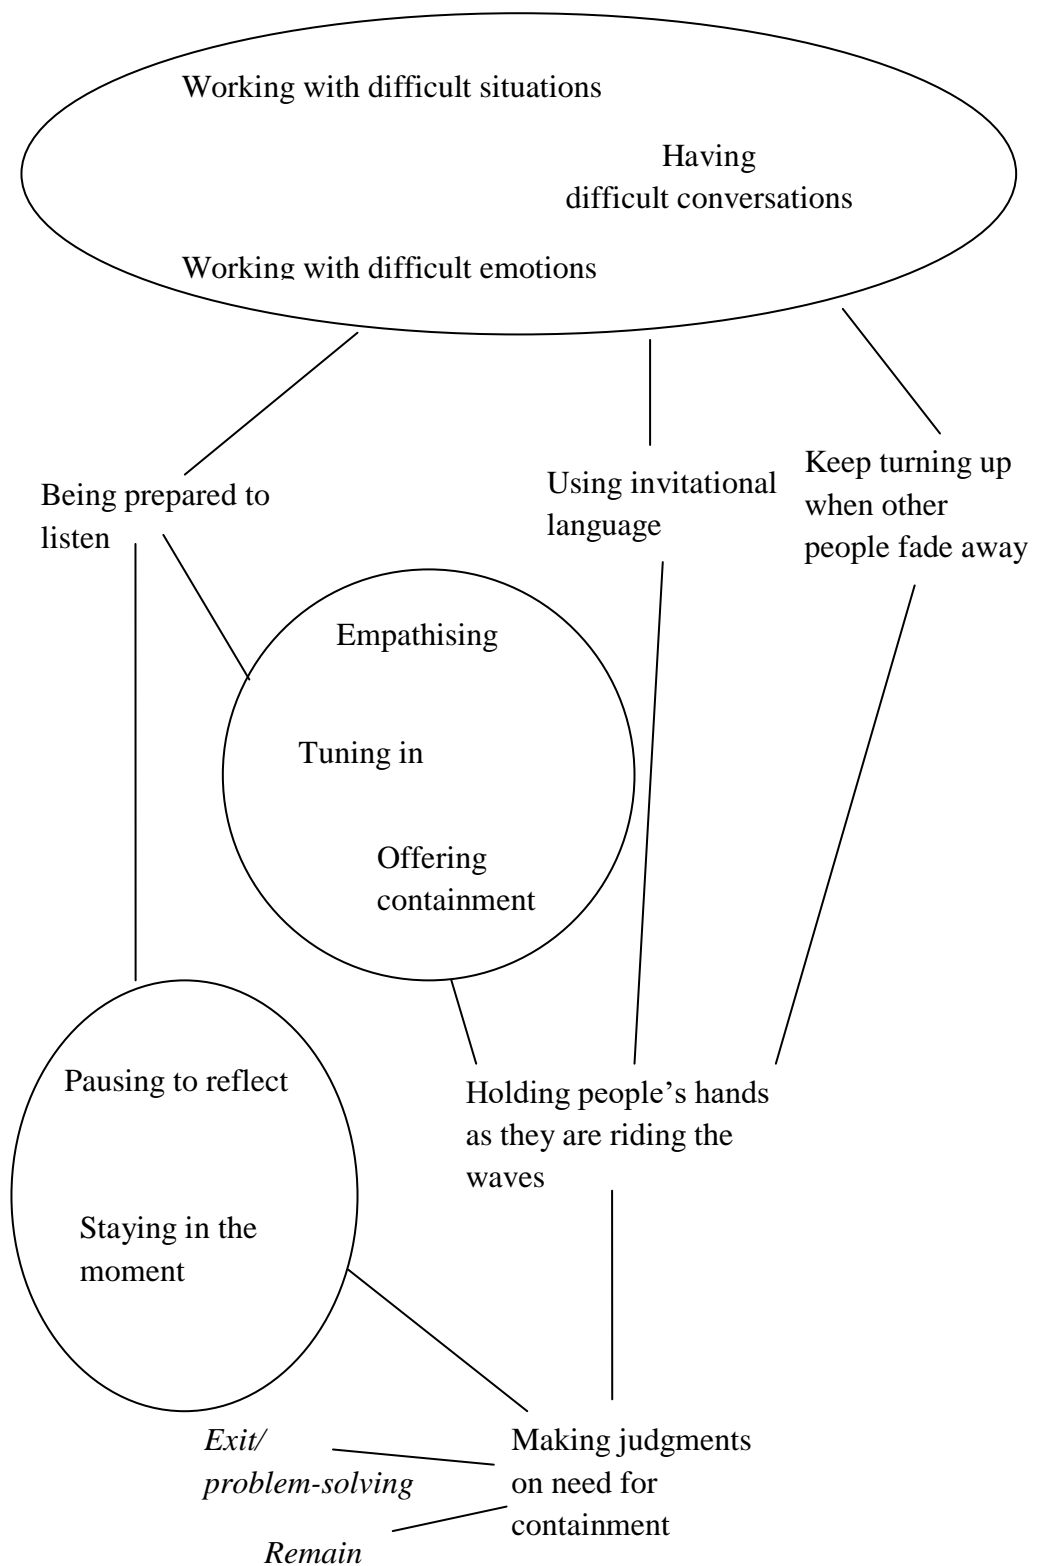 Working with difficult situations
Having
difficult conversations
Working with difficult emotions
Being prepared to
listen
Using invitational
language
Keep turning up
when other
people fade away
Empathising
Tuning in
Offering
containment
Pausing to reflect
Staying in the
moment
Holding people’s hands
as they are riding the
waves
Exit/
problem-solving
Remain
Making judgments
on need for
containment